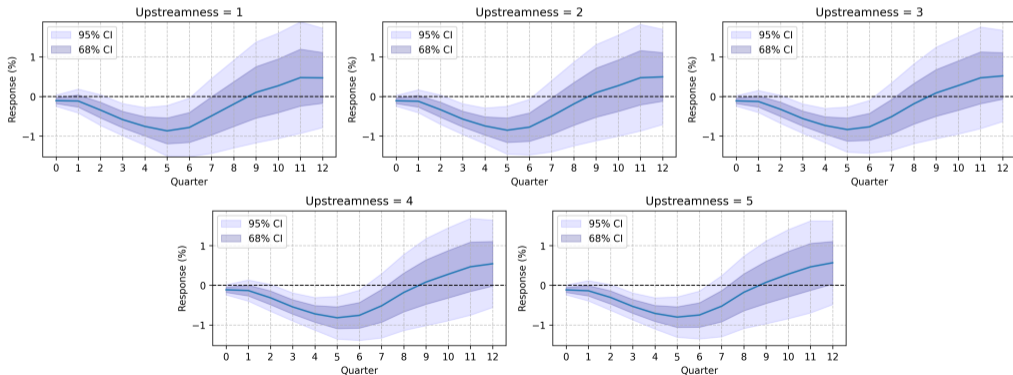 Upstreamness = 1
95% CI
68% CI
Response (%)
1
0
−1
0 1 2 3 4 5 6 7 8 9 10 11 12
Quarter
Upstreamness = 2
95% CI
68% CI
Response (%)
1
0
−1
0 1 2 3 4 5 6 7 8 9 10 11 12
Quarter
Upstreamness = 3
95% CI
68% CI
Response (%)
1
0
−1
0 1 2 3 4 5 6 7 8 9 10 11 12
Quarter
Upstreamness = 4
95% CI
68% CI
Response (%)
1
0
−1
0 1 2 3 4 5 6 7 8 9 10 11 12
Quarter
Upstreamness = 5
95% CI
68% CI
Response (%)
1
0
−1
0 1 2 3 4 5 6 7 8 9 10 11 12
Quarter